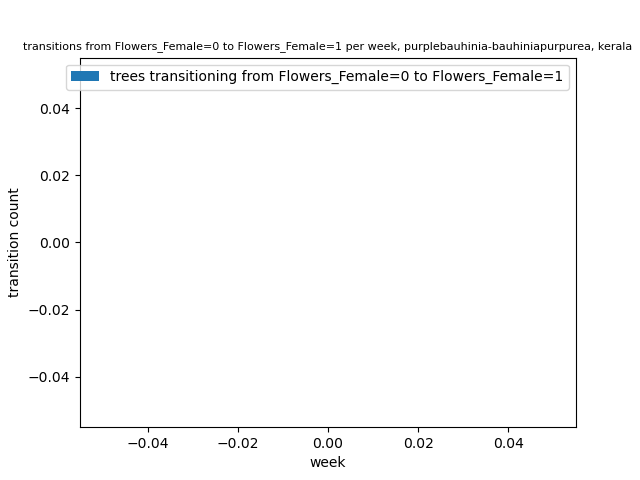 transitions from Flowers_Female=0 to Flowers_Female=1 per week, purplebauhinia-bauhiniapurpurea, kerala
trees transitioning from Flowers_Female=0 to Flowers_Female=1
0.04
0.02
0.00
−0.02
−0.04
transition count
−0.04 −0.02 0.00 0.02 0.04
week